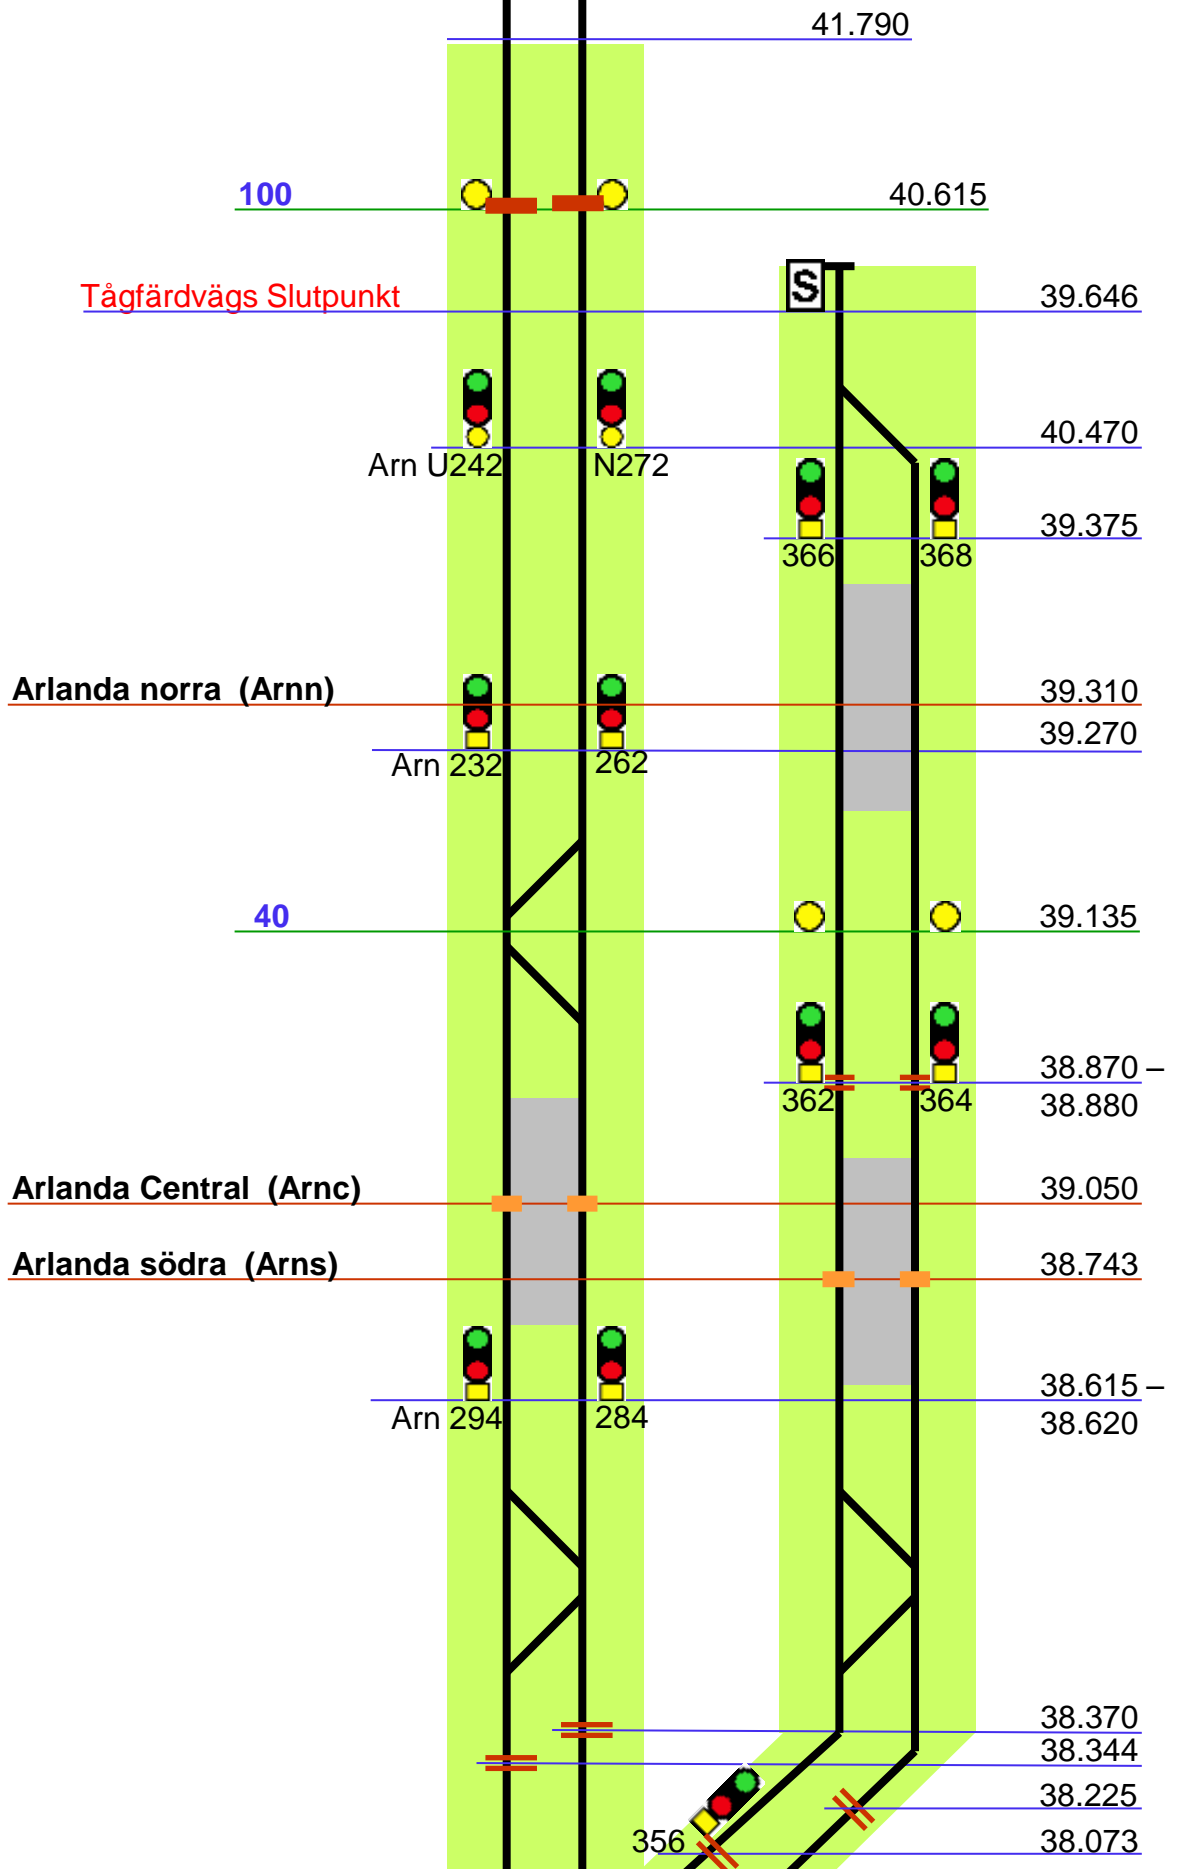 41.790
100 40.615
S
Tågfärdvägs Slutpunkt 39.646
40.470
Arn U242 N272
39.375
366 368
Arlanda norra (Arnn) 39.310
39.270
Arn 232 262
40 39.135
38.870 –
362 364 38.880
Arlanda Central (Arnc) 39.050
Arlanda södra (Arns) 38.743
38.615 –
Arn 294 284 38.620
38.370
38.344
38.225
356 38.073